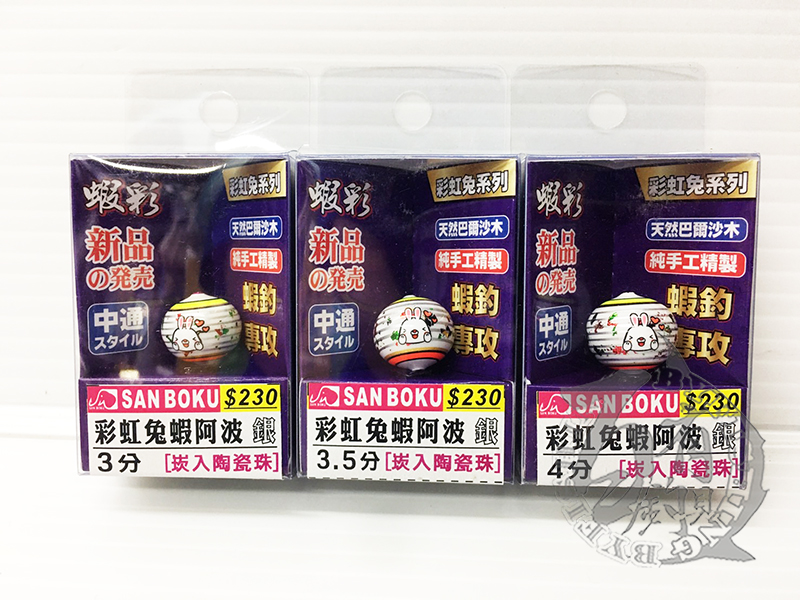 蝦彩
彩虹兔系列
新品
の発売
天然巴爾沙木
純手工精製
中通
スタイル
蝦釣
專攻
SAN BOKU $230
彩虹兔蝦阿波 銀
3分 [崁入陶瓷珠]
蝦彩
彩虹兔系列
新品
の発売
天然巴爾沙木
純手工精製
中通
スタイル
蝦釣
專攻
SAN BOKU $230
彩虹兔蝦阿波 銀
3.5分 [崁入陶瓷珠]
蝦彩
彩虹兔系列
新品
の発売
天然巴爾沙木
純手工精製
中通
スタイル
蝦釣
專攻
SAN BOKU $230
彩虹兔蝦阿波 銀
4分 [崁入陶瓷珠]